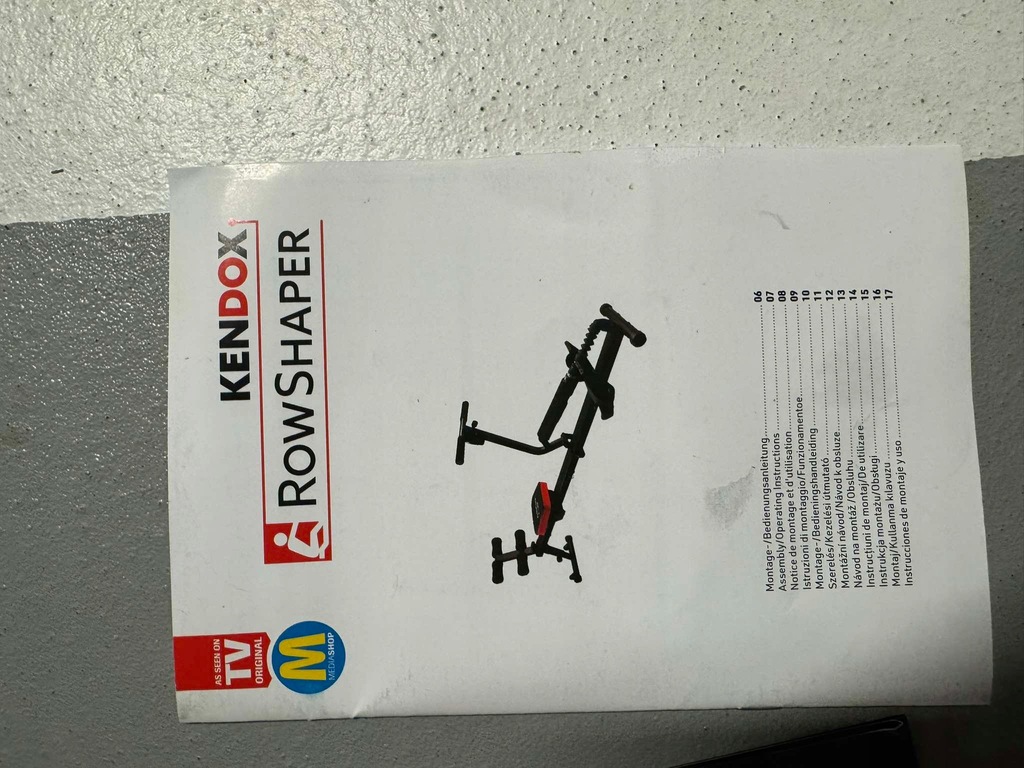 AS SEEN ON
TV
ORIGINAL
M
MEDIASHOP
KENDOX
ROWSHAPER
Montage-/Bedienungsanleitung 06
Assembly/Operating Instructions 07
Notice de montage et d'utilisation 08
Istruzioni di montaggio/Funzionamentoe 09
Montage-/Bedieningshandleiding 10
Szerelés/Kezelési útmutató 11
Montážní návod/Návod k obsluze 12
Návod na montáž/Obsluhu 13
Instrucțiuni de montaj/De utilizare 14
Instrukcja montażu/Obsługi 15
Montaj/Kullanma kılavuzu 16
Instrucciones de montaje y uso 17